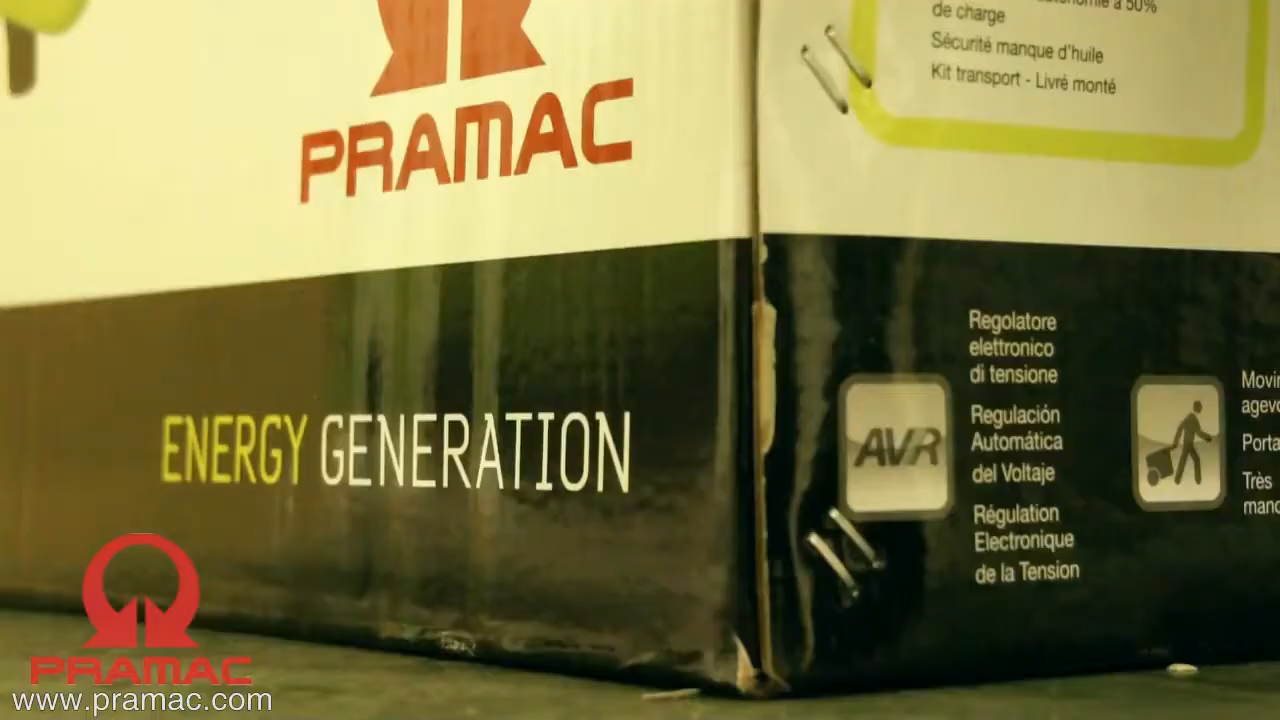 PRAMAC
ENERGY GENERATION
à 50%
de charge
Sécurité manque d'huile
Kit transport - Livré monté
AVR
Regolatore
elettronico
di tensione
Regulación
Automática
del Voltaje
Régulation
Electronique
de la Tension
Très
PRAMAC
www.pramac.com